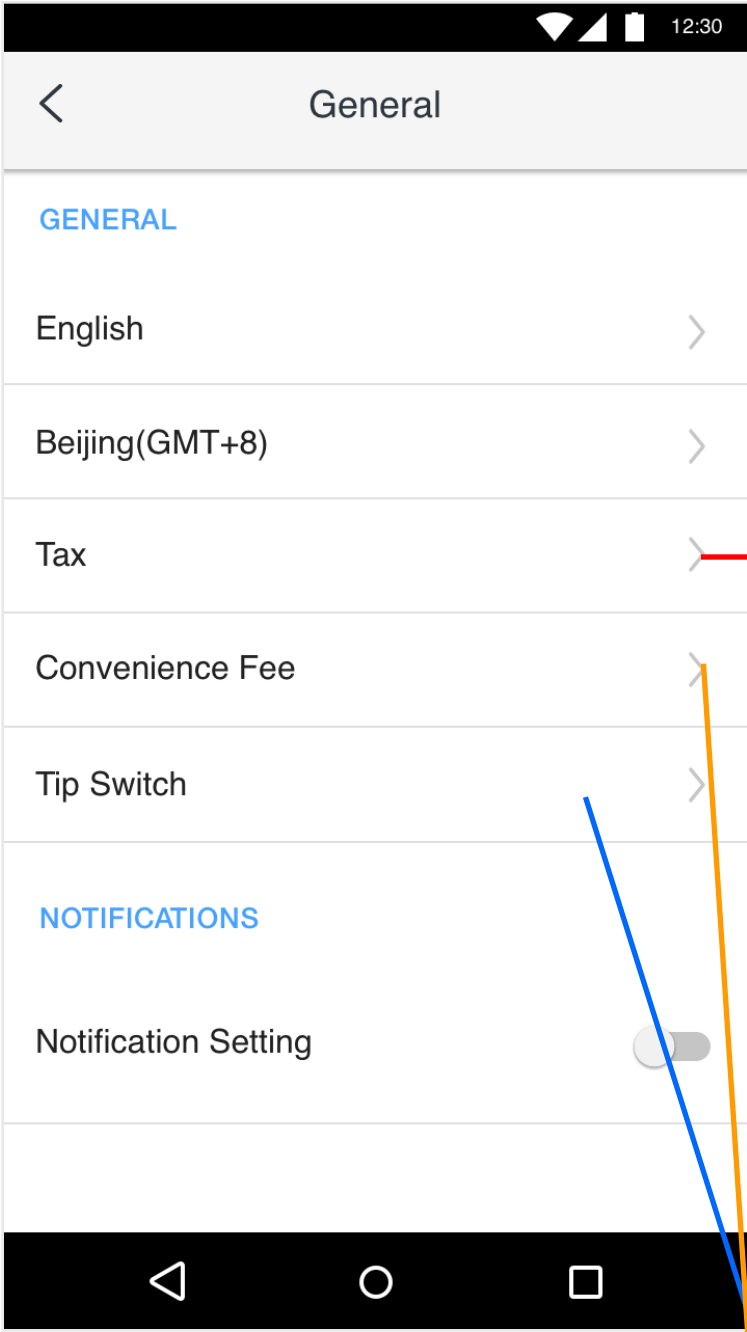 12:30
General
GENERAL
English
Beijing(GMT+8)
Tax
Convenience Fee
Tip Switch
NOTIFICATIONS
Notification Setting